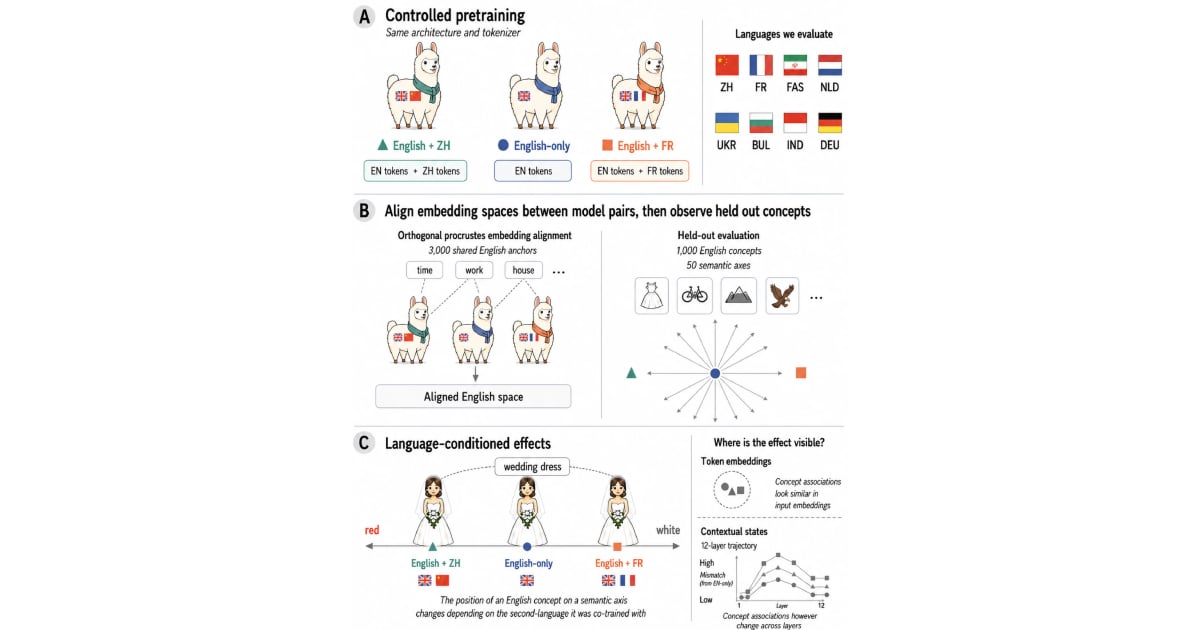 A Controlled pretraining
Same architecture and tokenizer
English + ZH
English-only
English + FR
EN tokens + ZH tokens
EN tokens
EN tokens + FR tokens
Languages we evaluate
ZH FR FAS NLD
UKR BUL IND DEU
B Align embedding spaces between model pairs, then observe held out concepts
Orthogonal procrustes embedding alignment
3,000 shared English anchors
time work house ...
Aligned English space
Held-out evaluation
1,000 English concepts
50 semantic axes
...
C Language-conditioned effects
wedding dress
red
white
English + ZH
English-only
English + FR
The position of an English concept on a semantic axis
changes depending on the second-language it was co-trained with
Where is the effect visible?
Token embeddings
Concept associations
look similar in
input embeddings
Contextual states
12-layer trajectory
High
Mismatch
(from EN-only)
Low
1 Layer 12
Concept associations however
change across layers